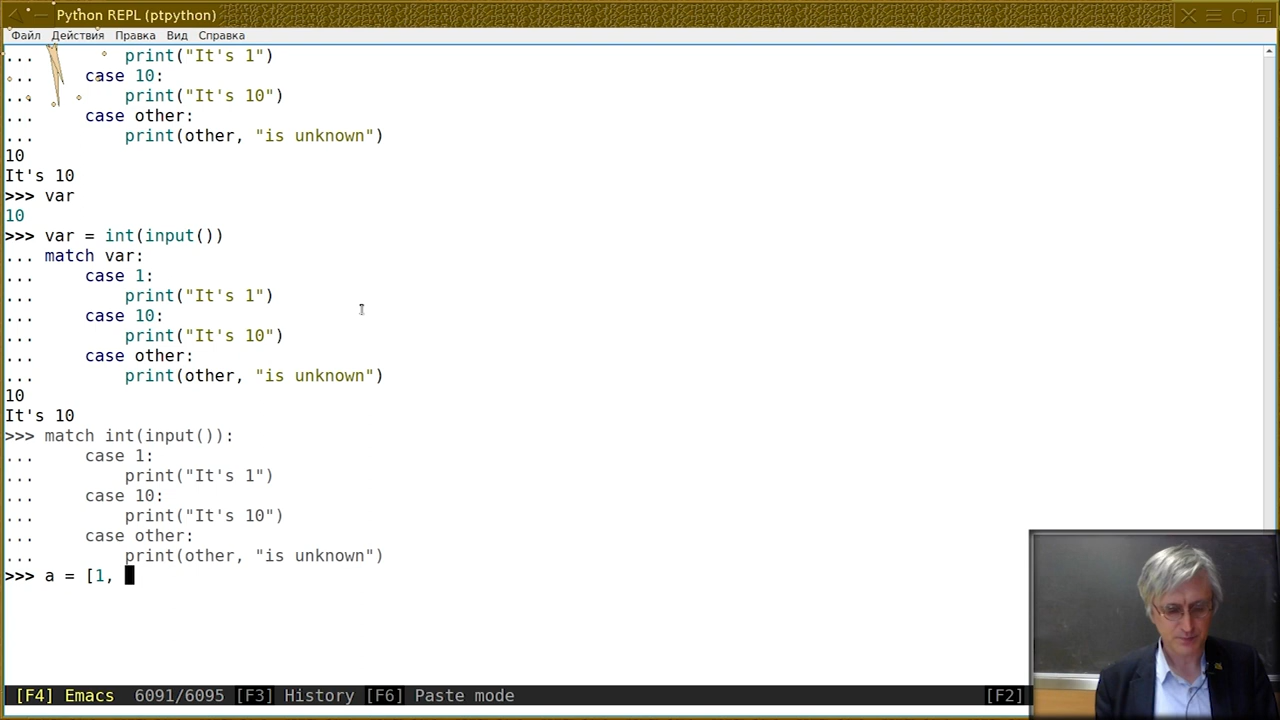 Python REPL (ptpython)
Файл Действия Правка Вид Справка
... print("It's 1")
... case 10:
... print("It's 10")
... case other:
... print(other, "is unknown")
10
It's 10
>>> var
10
>>> var = int(input())
... match var:
... case 1:
... print("It's 1")
... case 10:
... print("It's 10")
... case other:
... print(other, "is unknown")
10
It's 10
>>> match int(input()):
... case 1:
... print("It's 1")
... case 10:
... print("It's 10")
... case other:
... print(other, "is unknown")
>>> a = [1,
[F4] Emacs 6091/6095 [F3] History [F6] Paste mode [F2]